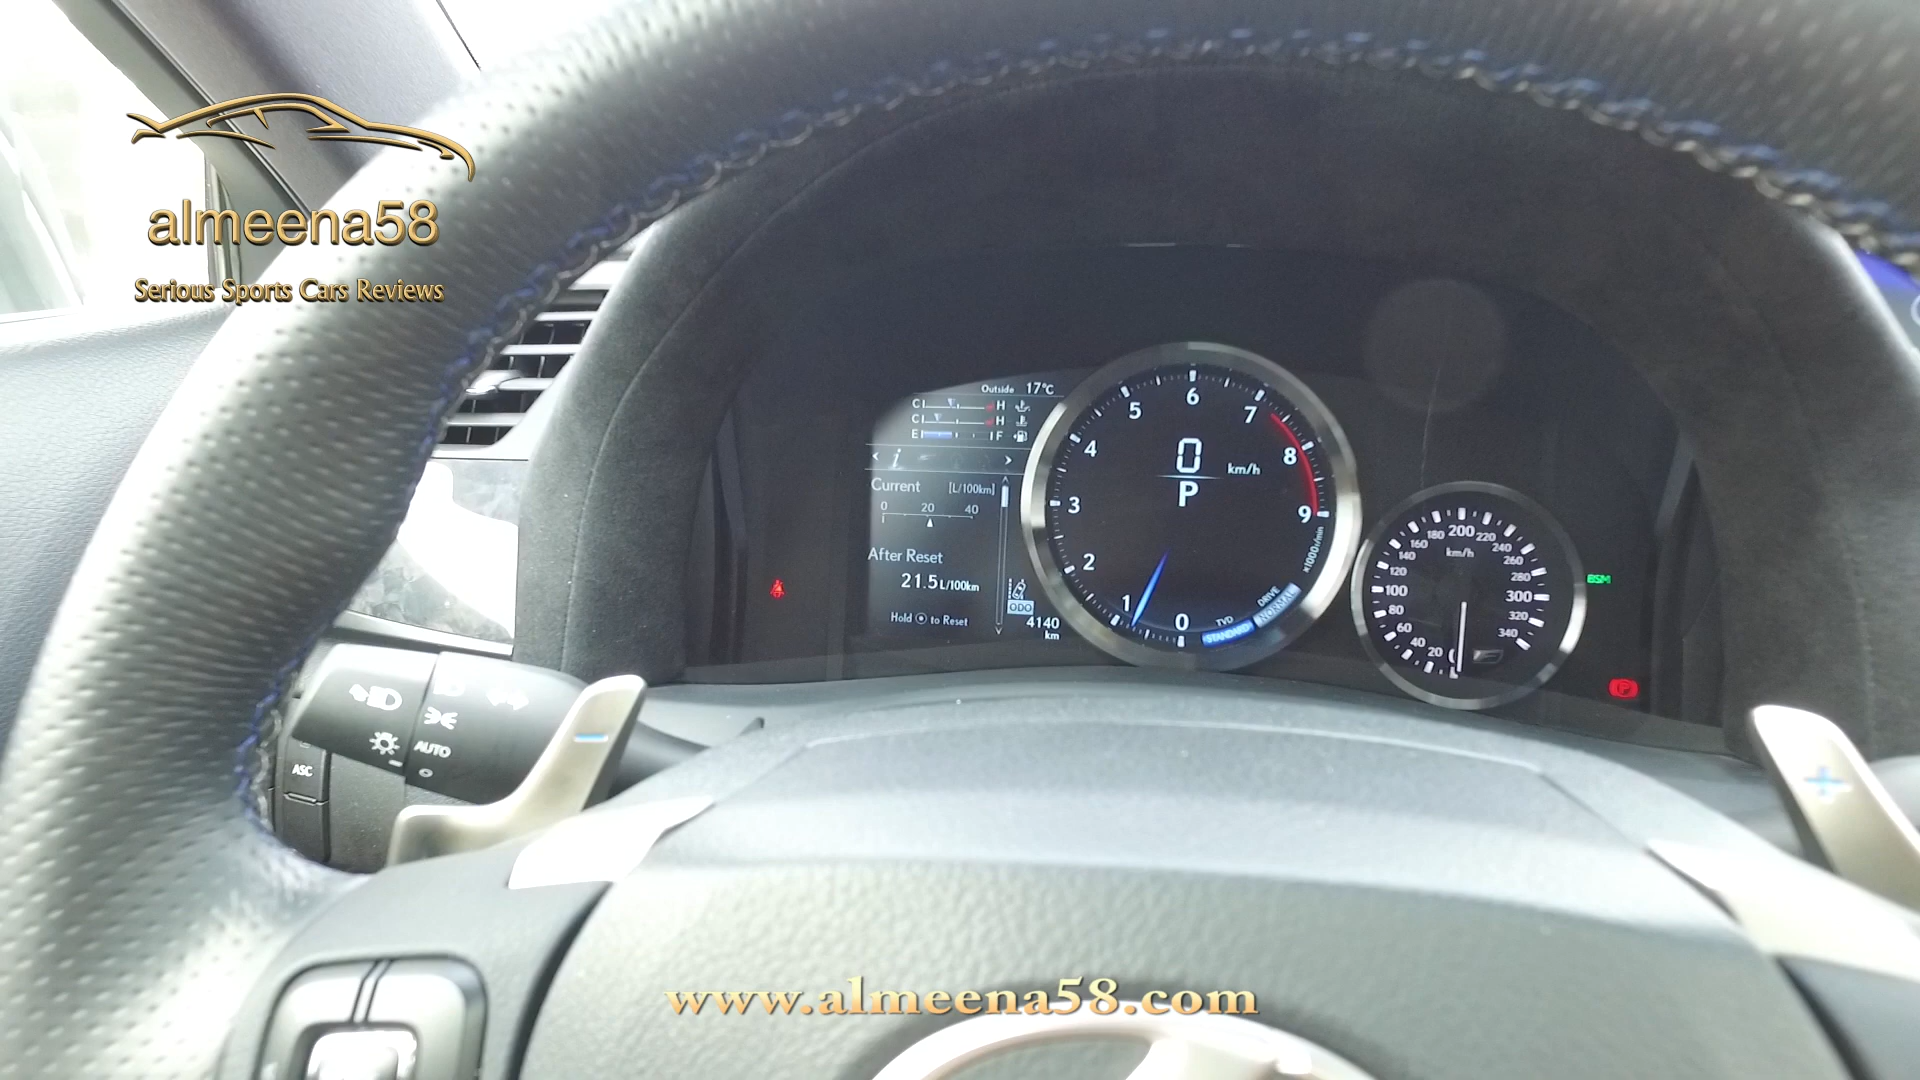 almeena58
Serious Sports Cars Reviews
Outside 17°C
C H
C H
E F
< i >
Current [L/100km]
0 20 40
After Reset
21.5 L/100km
Hold to Reset
ODO
4140
km
0
km/h
P
0
1
2
3
4
5
6
7
8
9
x1000r/min
TVD
STANDARD
DRIVE
NORMAL
0
20
40
60
80
100
120
140
160
180
200
220
240
260
280
300
320
340
km/h
BSM
P
AUTO
ASC
-
+
www.almeena58.com